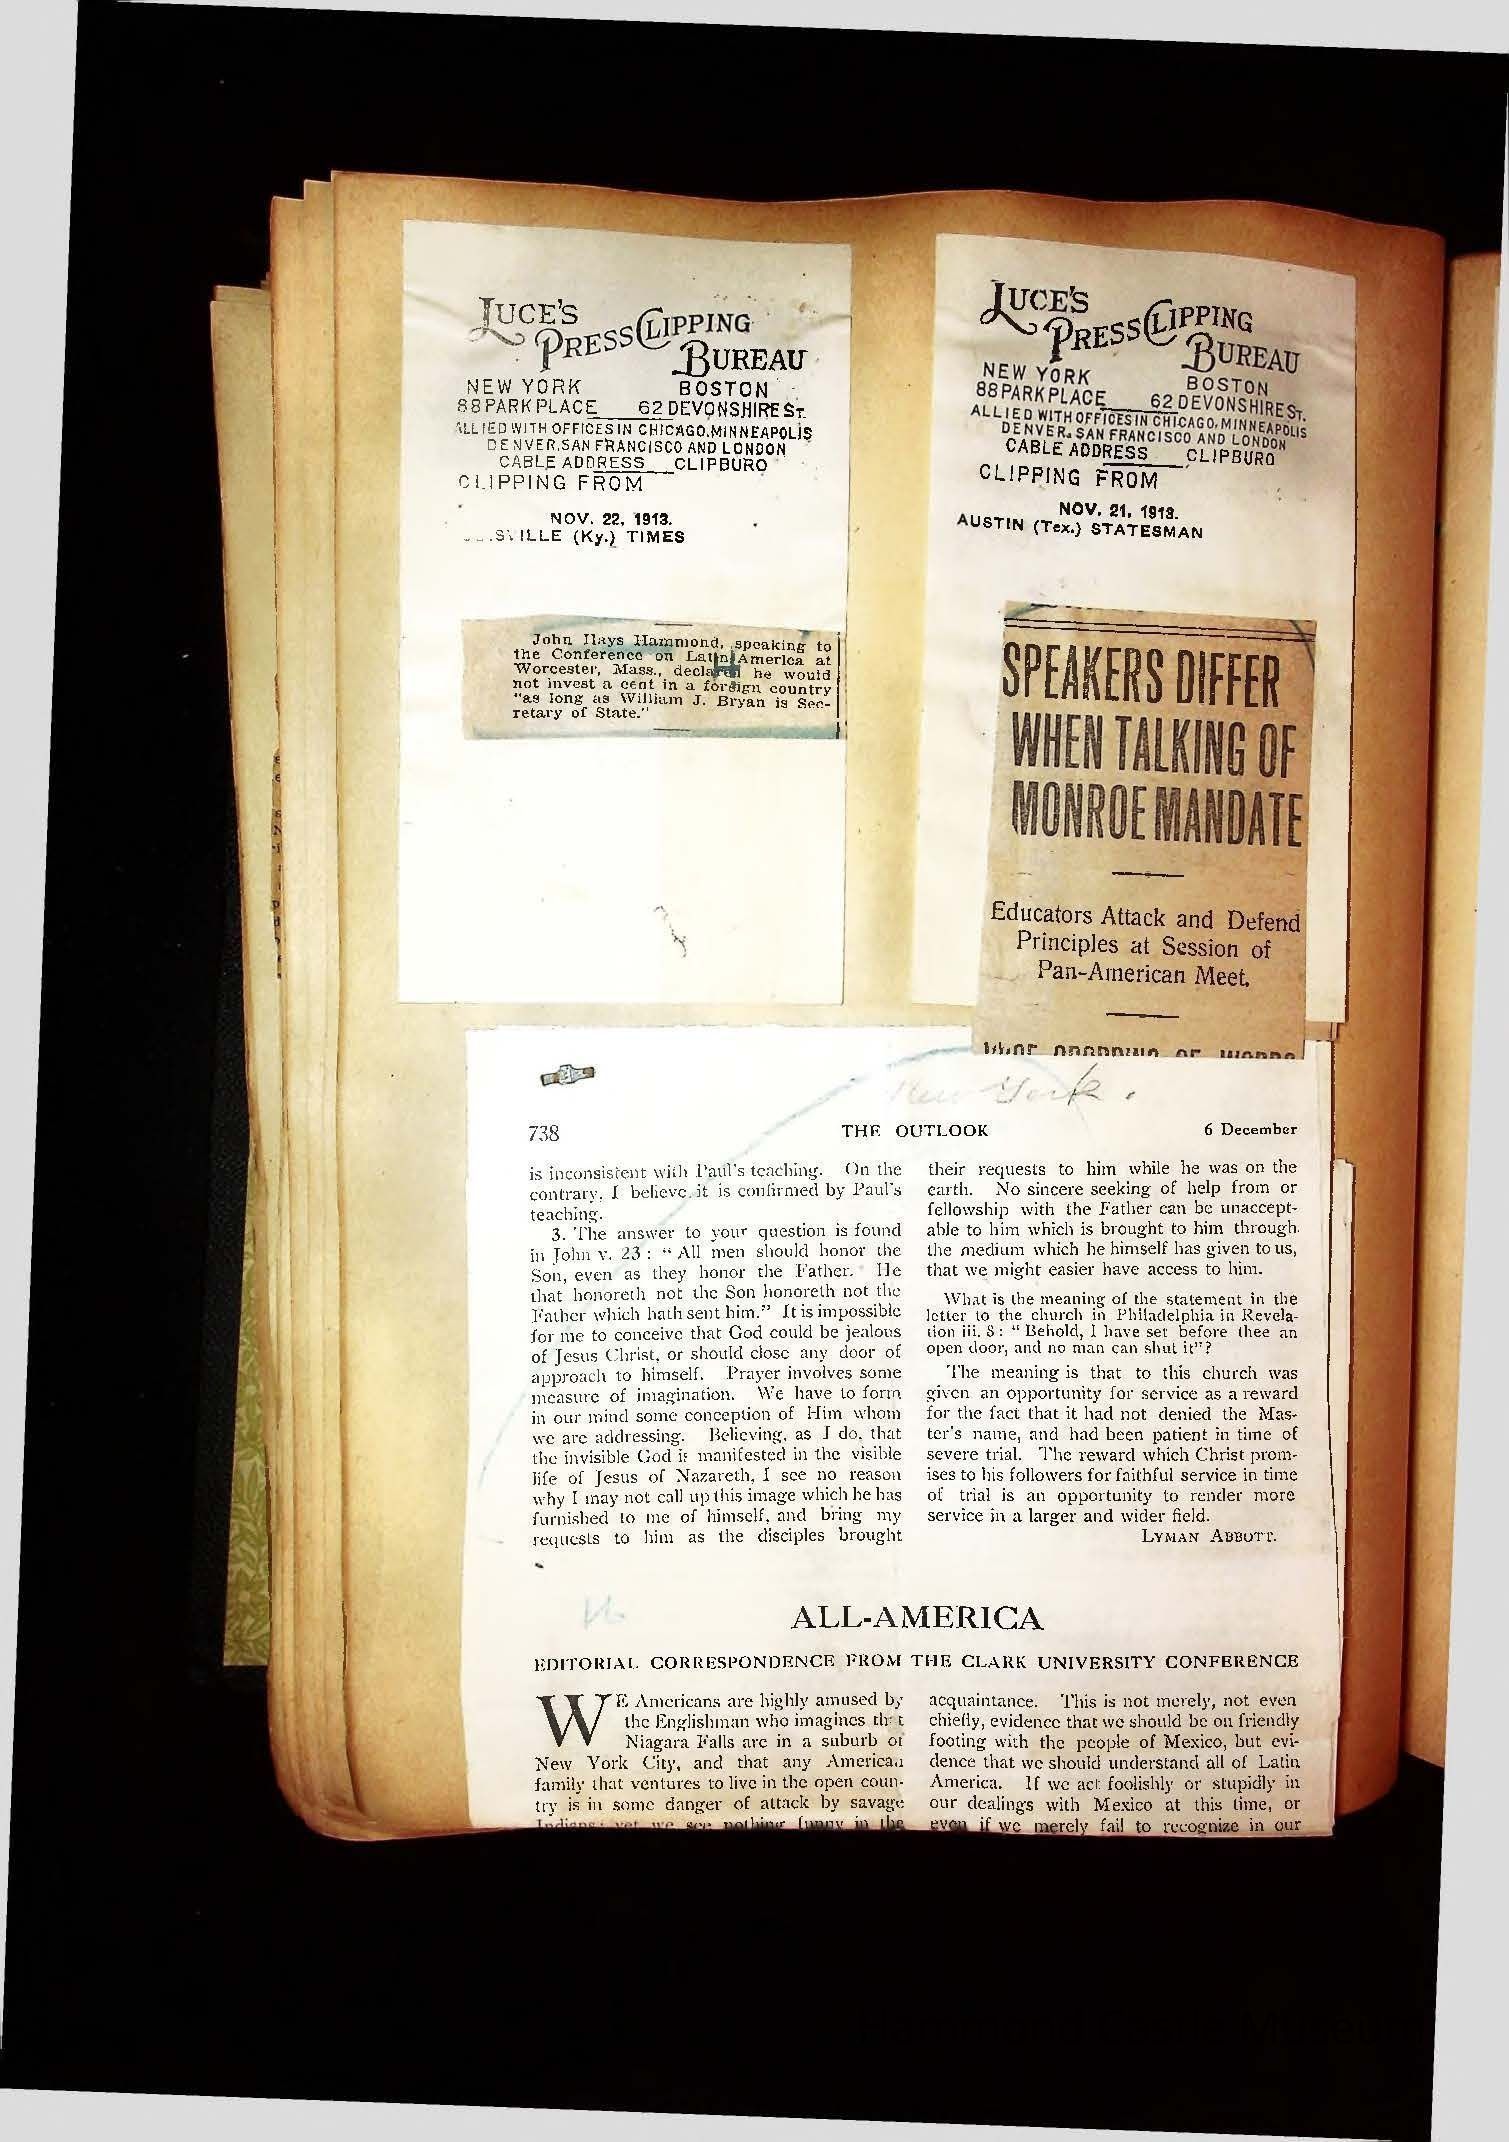 LUCE'S
PRESS CLIPPING
BUREAU
NEW YORK BOSTON
88 PARK PLACE 62 DEVONSHIRE ST.
ALLIED WITH OFFICES IN CHICAGO, MINNEAPOLIS
DENVER, SAN FRANCISCO AND LONDON
CABLE ADDRESS CLIPBURO
CLIPPING FROM
NOV. 22, 1913.
SVILLE (Ky.) TIMES
John Hays Hammond, speaking to
the Conference on Latin America at
Worcester, Mass., declared he would
not invest a cent in a foreign country
"as long as William J. Bryan is Sec-
retary of State."
LUCE'S
PRESS CLIPPING
BUREAU
NEW YORK BOSTON
88 PARK PLACE 62 DEVONSHIRE ST.
ALLIED WITH OFFICES IN CHICAGO, MINNEAPOLIS
DENVER, SAN FRANCISCO AND LONDON
CABLE ADDRESS CLIPBURO
CLIPPING FROM
NOV. 21, 1913.
AUSTIN (Tex.) STATESMAN
SPEAKERS DIFFER
WHEN TALKING OF
MONROE MANDATE
Educators Attack and Defend
Principles at Session of
Pan-American Meet.
New York.
738 THE OUTLOOK 6 December
is inconsistent with Paul's teaching. On the
contrary, I believe it is confirmed by Paul's
teaching.
3. The answer to your question is found
in John v. 23: "All men should honor the
Son, even as they honor the Father. He
that honoreth not the Son honoreth not the
Father which hath sent him." It is impossible
for me to conceive that God could be jealous
of Jesus Christ, or should close any door of
approach to himself. Prayer involves some
measure of imagination. We have to form
in our mind some conception of Him whom
we are addressing. Believing, as I do, that
the invisible God is manifested in the visible
life of Jesus of Nazareth, I see no reason
why I may not call up this image which he has
furnished to me of himself, and bring my
requests to him as the disciples brought
their requests to him while he was on the
earth. No sincere seeking of help from or
fellowship with the Father can be unaccept-
able to him which is brought to him through
the medium which he himself has given to us,
that we might easier have access to him.
What is the meaning of the statement in the
letter to the church in Philadelphia in Revela-
tion iii. 8: "Behold, I have set before thee an
open door, and no man can shut it"?
The meaning is that to this church was
given an opportunity for service as a reward
for the fact that it had not denied the Mas-
ter's name, and had been patient in time of
severe trial. The reward which Christ prom-
ises to his followers for faithful service in time
of trial is an opportunity to render more
service in a larger and wider field.
LYMAN ABBOTT.
ALL-AMERICA
EDITORIAL CORRESPONDENCE FROM THE CLARK UNIVERSITY CONFERENCE
WE Americans are highly amused by
the Englishman who imagines that
Niagara Falls are in a suburb of
New York City, and that any American
family that ventures to live in the open coun-
try is in some danger of attack by savage
Indians; yet we see nothing funny in the
acquaintance. This is not merely, not even
chiefly, evidence that we should be on friendly
footing with the people of Mexico, but evi-
dence that we should understand all of Latin
America. If we act foolishly or stupidly in
our dealings with Mexico at this time, or
even if we merely fail to recognize in our